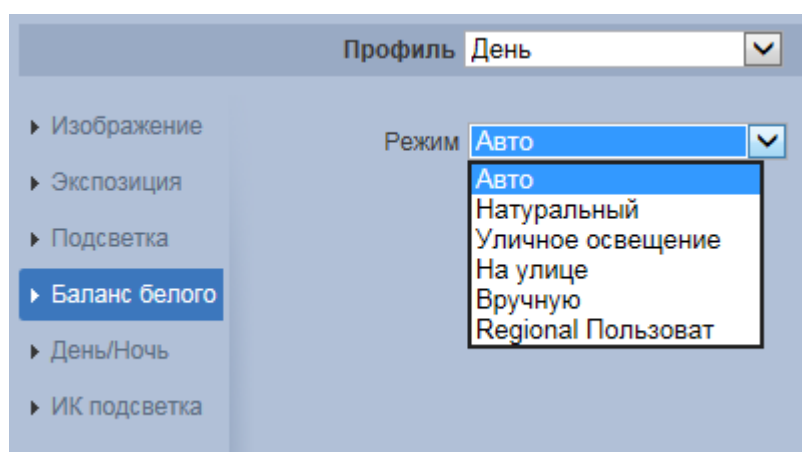 Профиль День
Изображение
Экспозиция
Подсветка
Баланс белого
День/Ночь
ИК подсветка
Режим Авто
Авто
Натуральный
Уличное освещение
На улице
Вручную
Regional Пользоват